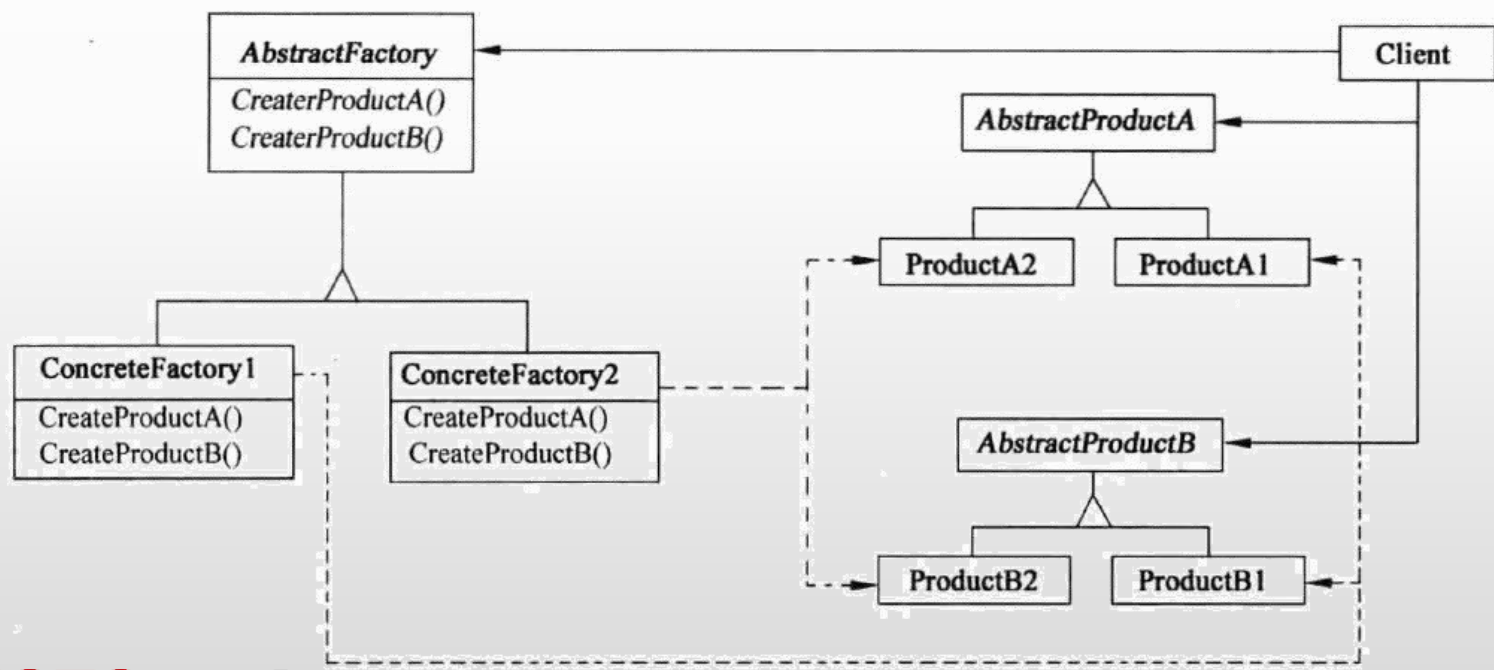 AbstractFactory
CreaterProductA()
CreaterProductB()
Client
AbstractProductA
ProductA2
ProductA1
ConcreteFactory1
CreateProductA()
CreateProductB()
ConcreteFactory2
CreateProductA()
CreateProductB()
AbstractProductB
ProductB2
ProductB1